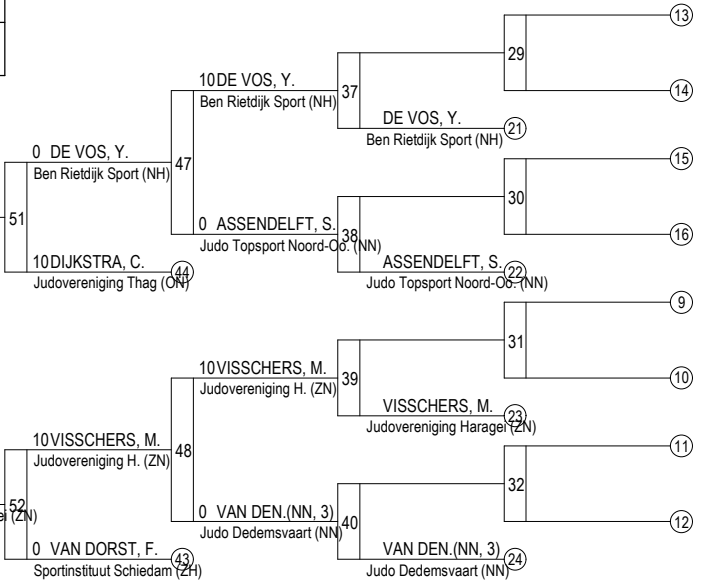 13
29
14
10 DE VOS, Y.
Ben Rietdijk Sport (NH)
37
DE VOS, Y.
21
Ben Rietdijk Sport (NH)
0 DE VOS, Y.
Ben Rietdijk Sport (NH)
47
15
30
16
51
0 ASSENDELFT, S.
Judo Topsport Noord-Oo. (NN)
38
ASSENDELFT, S.
22
Judo Topsport Noord-Oo. (NN)
10 DIJKSTRA, C.
44
Judovereniging Thag (ON)
9
31
10
10 VISSCHERS, M.
Judovereniging H. (ZN)
39
VISSCHERS, M.
23
Judovereniging Haragei (ZN)
10 VISSCHERS, M.
Judovereniging H. (ZN)
48
11
32
12
52
ei (ZN)
0 VAN DEN.(NN, 3)
Judo Dedemsvaart (NN)
40
VAN DEN.(NN, 3)
24
Judo Dedemsvaart (NN)
0 VAN DORST, F.
43
Sportinstituut Schiedam (ZH)